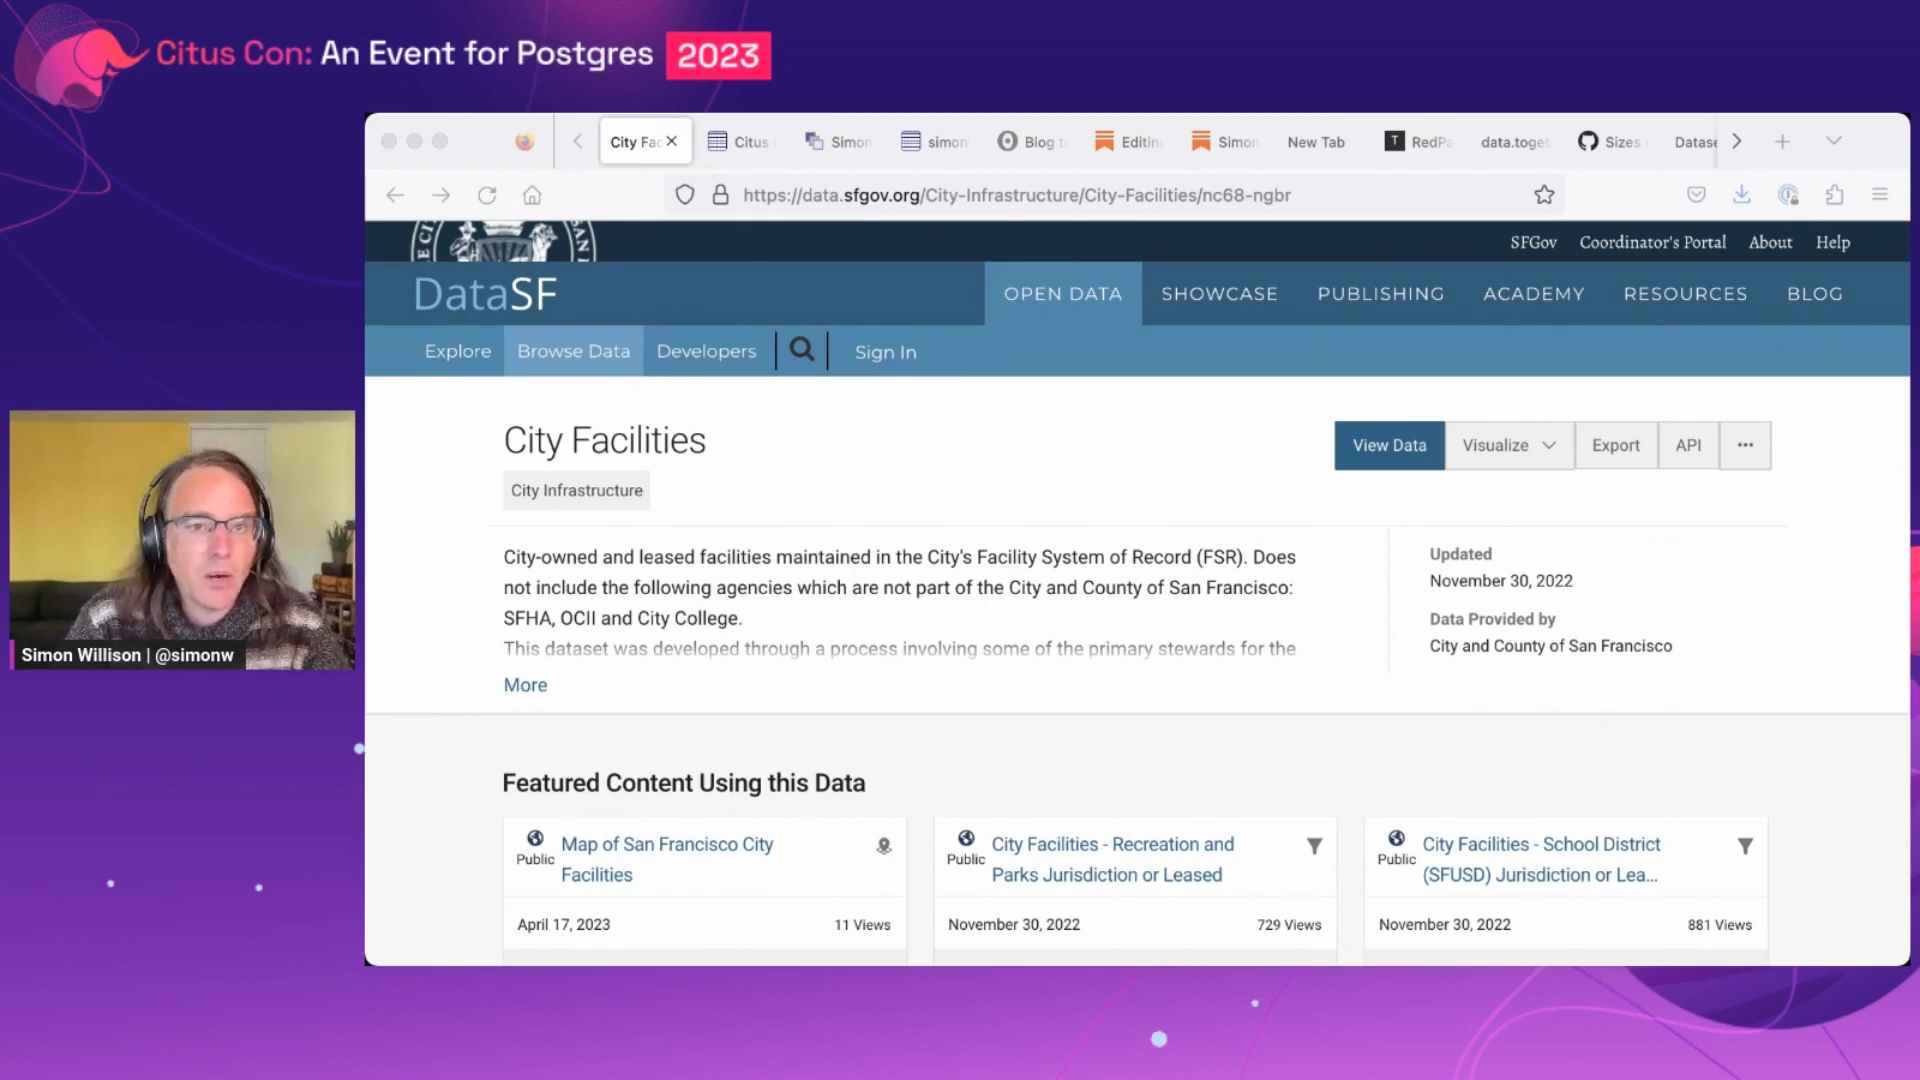 Citus Con: An Event for Postgres 2023
City Fac
Citus
Simon
simon
Blog t
Editin
Simon
New Tab
T RedPa
data.toget
Sizes
Datase
https://data.sfgov.org/City-Infrastructure/City-Facilities/nc68-ngbr
SFGov Coordinator's Portal About Help
DataSF
OPEN DATA SHOWCASE PUBLISHING ACADEMY RESOURCES BLOG
Explore Browse Data Developers Sign In
City Facilities
View Data Visualize Export API ...
City Infrastructure
City-owned and leased facilities maintained in the City's Facility System of Record (FSR). Does
not include the following agencies which are not part of the City and County of San Francisco:
SFHA, OCII and City College.
This dataset was developed through a process involving some of the primary stewards for the
More
Updated
November 30, 2022
Data Provided by
City and County of San Francisco
Simon Willison | @simonw
Featured Content Using this Data
Public
Map of San Francisco City
Facilities
April 17, 2023 11 Views
Public
City Facilities - Recreation and
Parks Jurisdiction or Leased
November 30, 2022 729 Views
Public
City Facilities - School District
(SFUSD) Jurisdiction or Lea...
November 30, 2022 881 Views